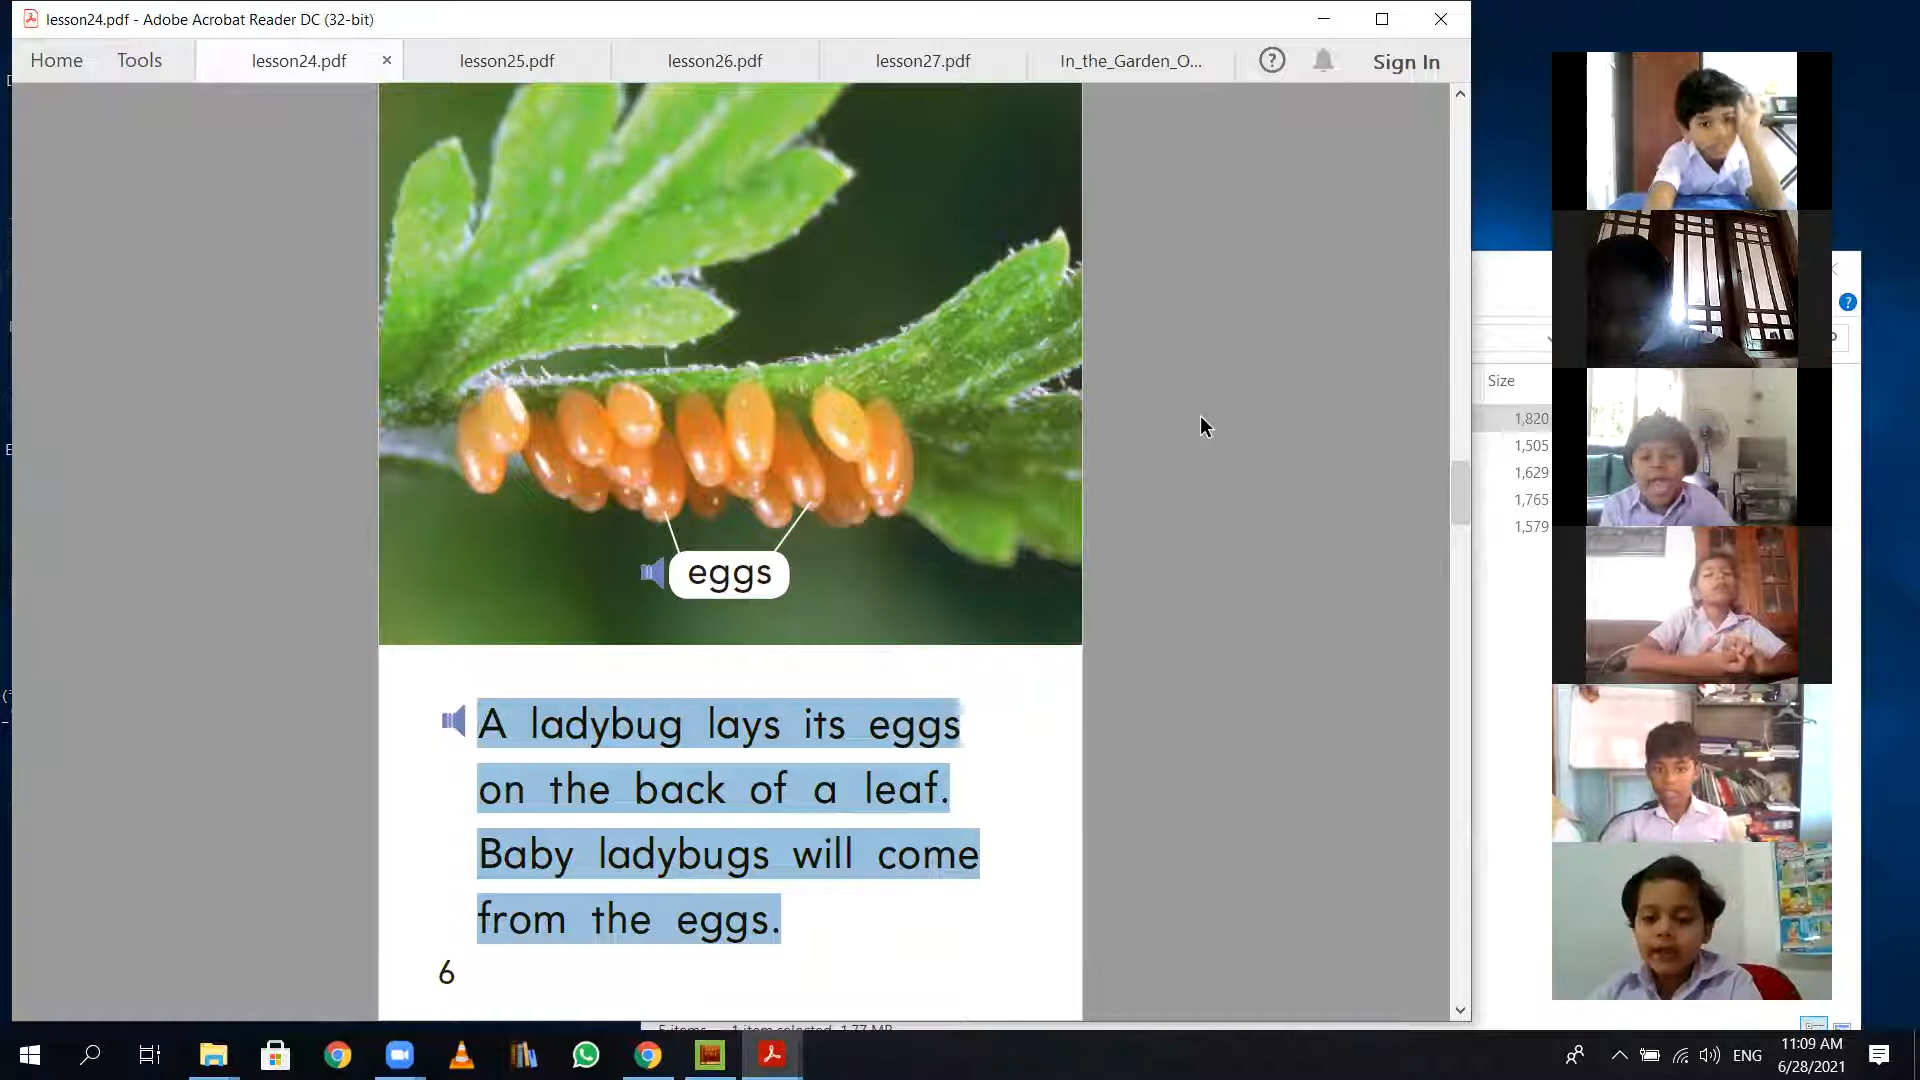 lesson24.pdf - Adobe Acrobat Reader DC (32-bit)
Home Tools lesson24.pdf lesson25.pdf lesson26.pdf lesson27.pdf In_the_Garden_O... Sign In
eggs
A ladybug lays its eggs
on the back of a leaf.
Baby ladybugs will come
from the eggs.
6
Size
1,820
1,505
1,629
1,765
1,579
ENG
11:09 AM
6/28/2021